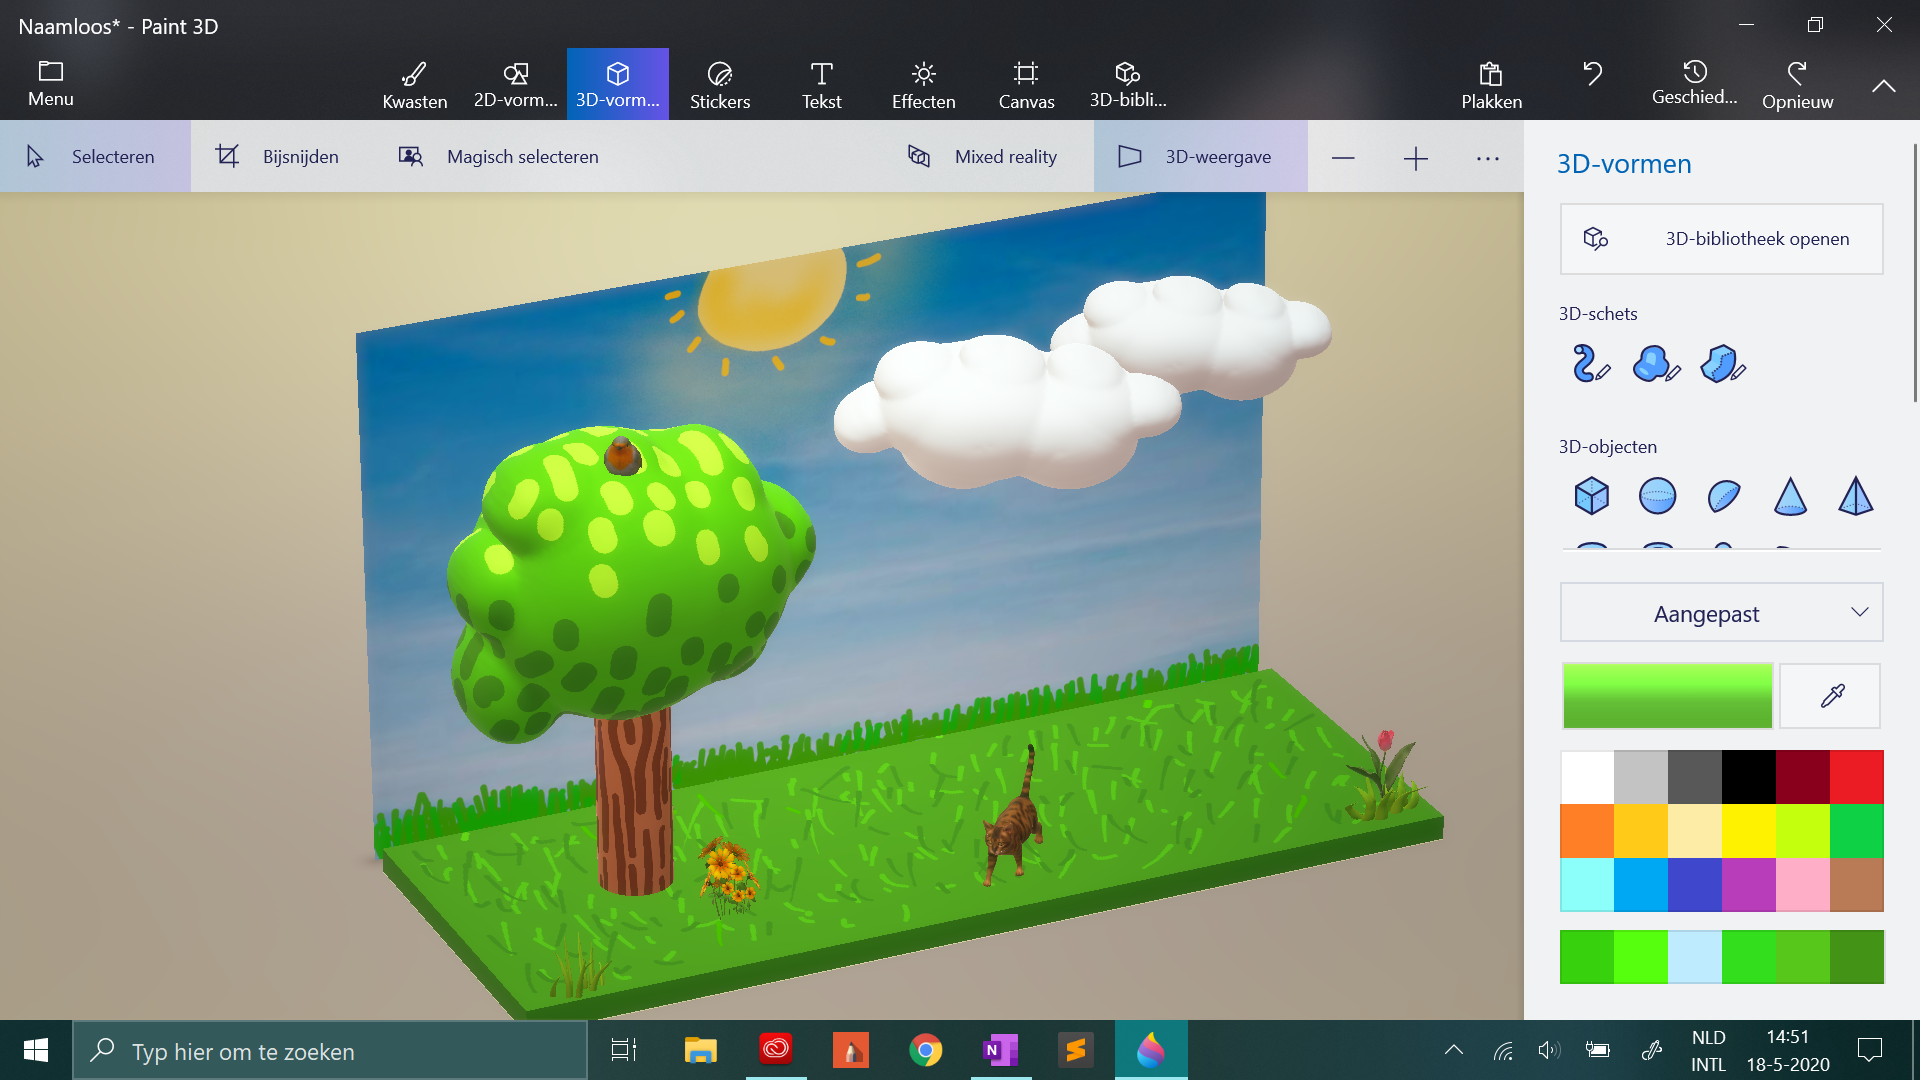 Naamloos* - Paint 3D
Menu
Kwasten
2D-vorm...
3D-vorm...
Stickers
Tekst
Effecten
Canvas
3D-bibli...
Plakken
Geschied...
Opnieuw
Selecteren
Bijsnijden
Magisch selecteren
Mixed reality
3D-weergave
3D-vormen
3D-bibliotheek openen
3D-schets
3D-objecten
Aangepast
Typ hier om te zoeken
N
NLD
INTL
14:51
18-5-2020